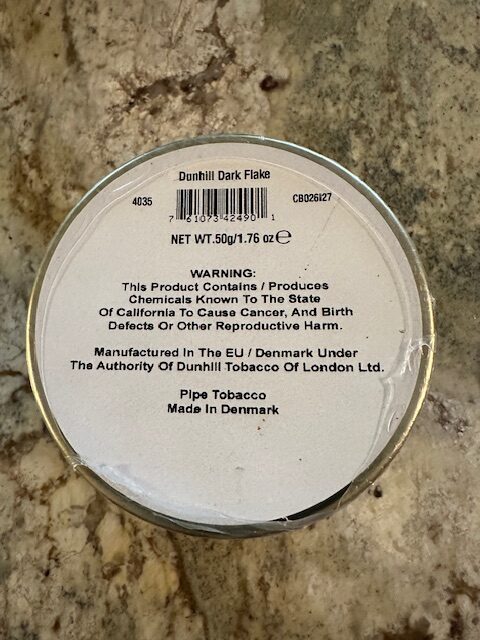 Dunhill Dark Flake
4035
CB026127
7 61073 42490 1
NET WT.50g/1.76 oz ℮
WARNING:
This Product Contains / Produces
Chemicals Known To The State
Of California To Cause Cancer, And Birth
Defects Or Other Reproductive Harm.
Manufactured In The EU / Denmark Under
The Authority Of Dunhill Tobacco Of London Ltd.
Pipe Tobacco
Made In Denmark